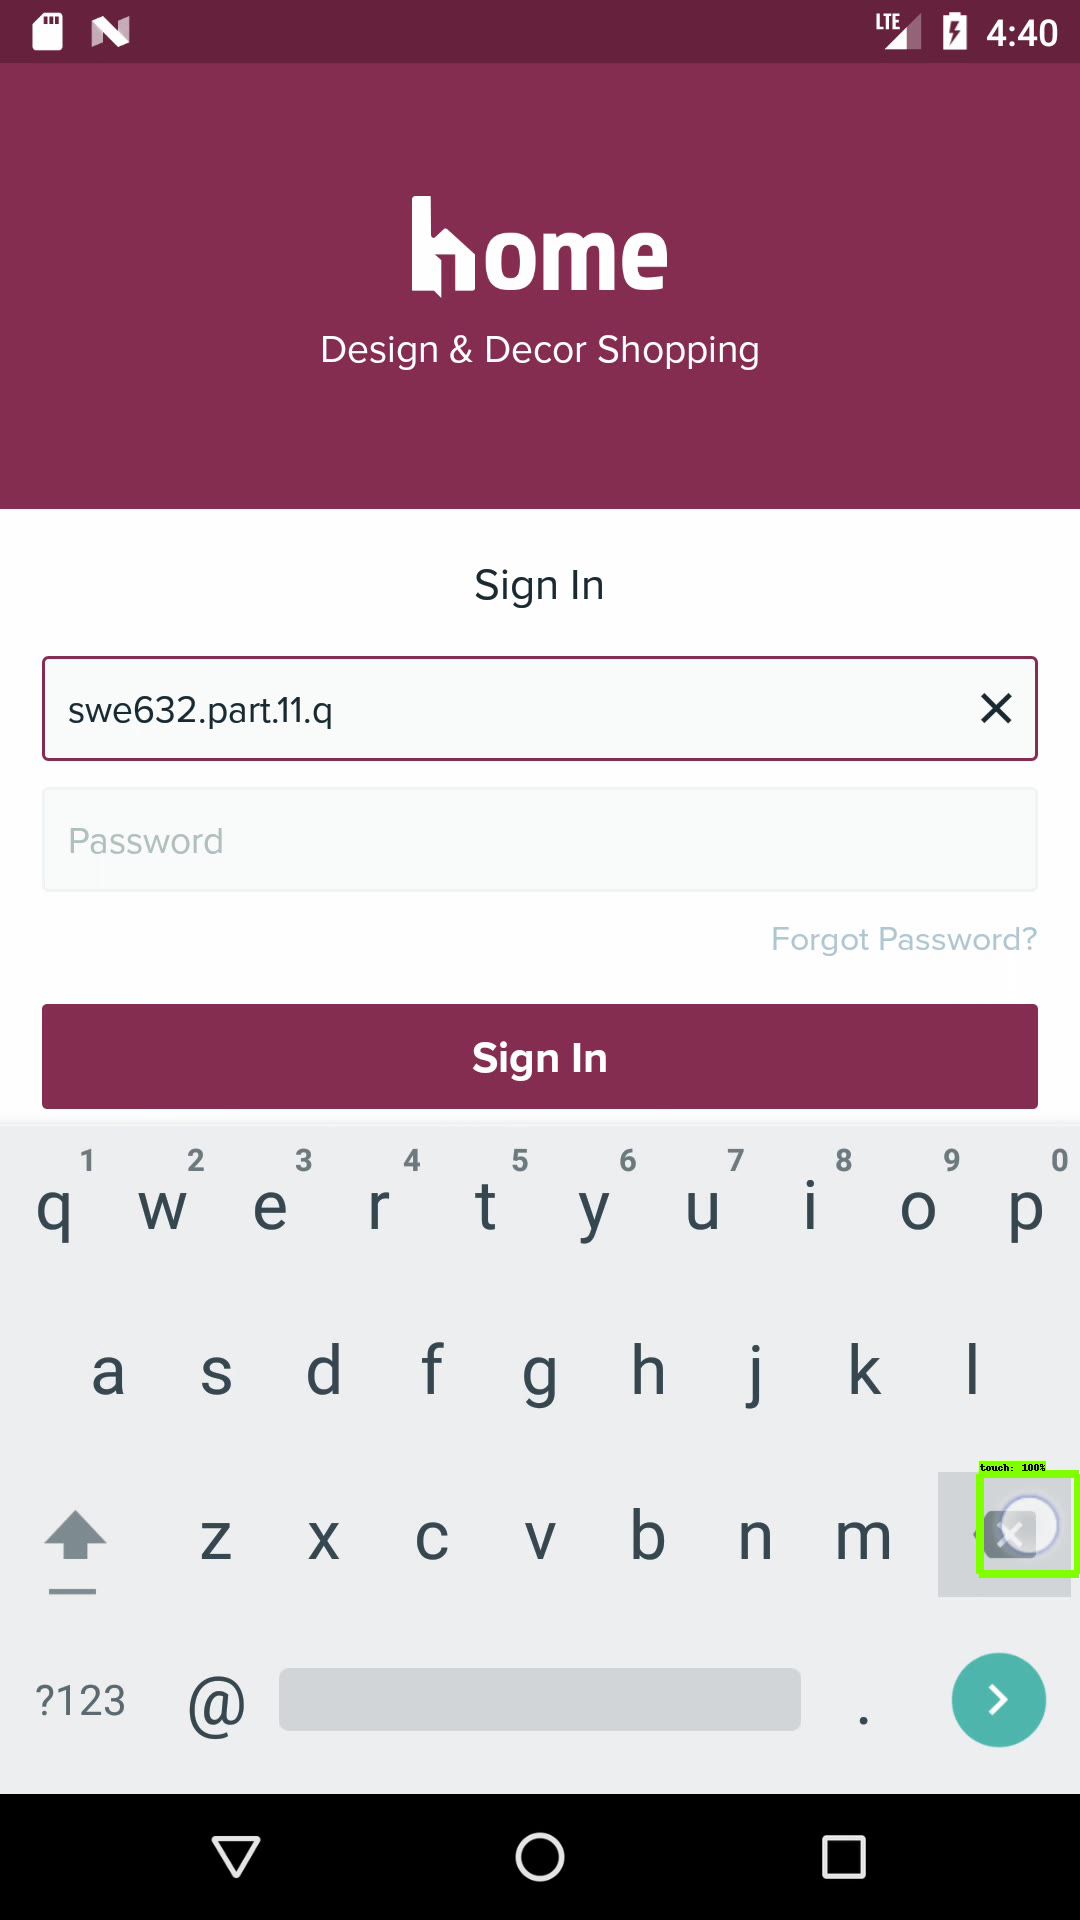 LTE 4:40
home
Design & Decor Shopping
Sign In
swe632.part.11.q
Password
Forgot Password?
Sign In
1 2 3 4 5 6 7 8 9 0
q w e r t y u i o p
a s d f g h j k l
touch: 100%
z x c v b n m
?123 @ .